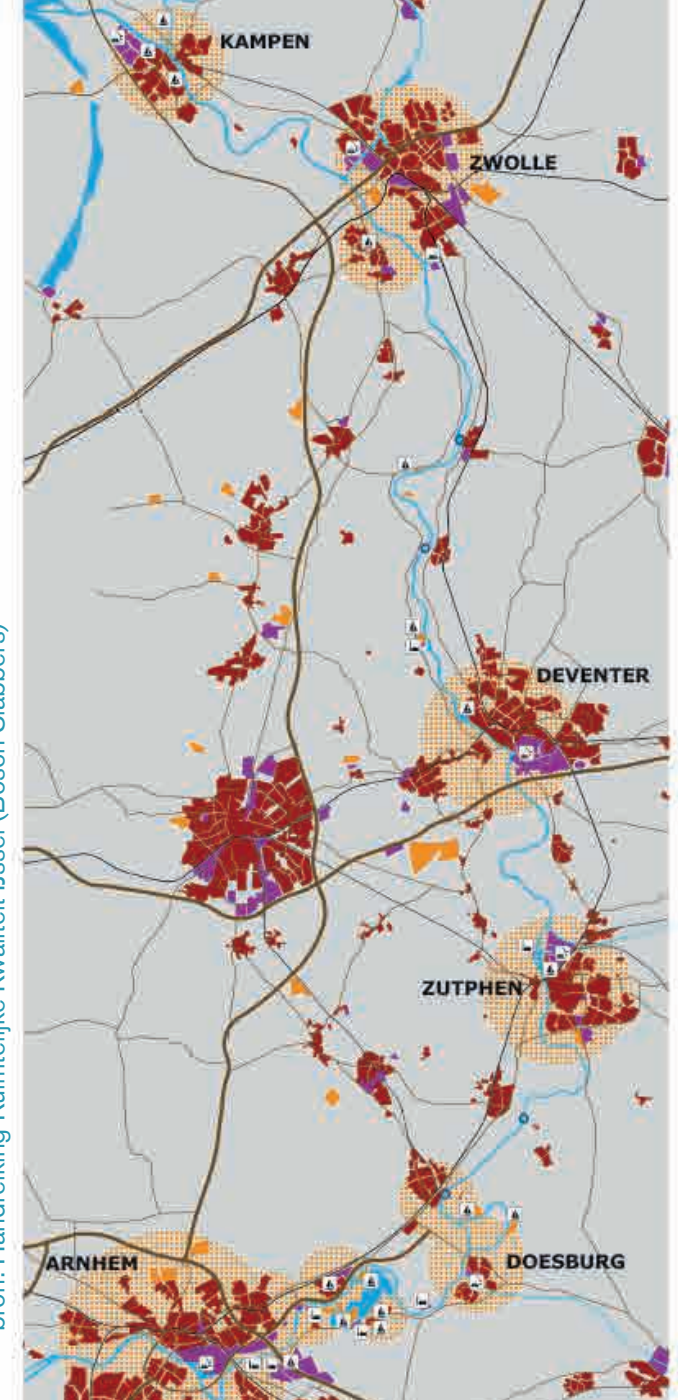 KAMPEN
ZWOLLE
DEVENTER
ZUTPHEN
DOESBURG
ARNHEM
bron: Handreiking Ruimtelijke Kwaliteit IJssel (Bosch Slabbers)